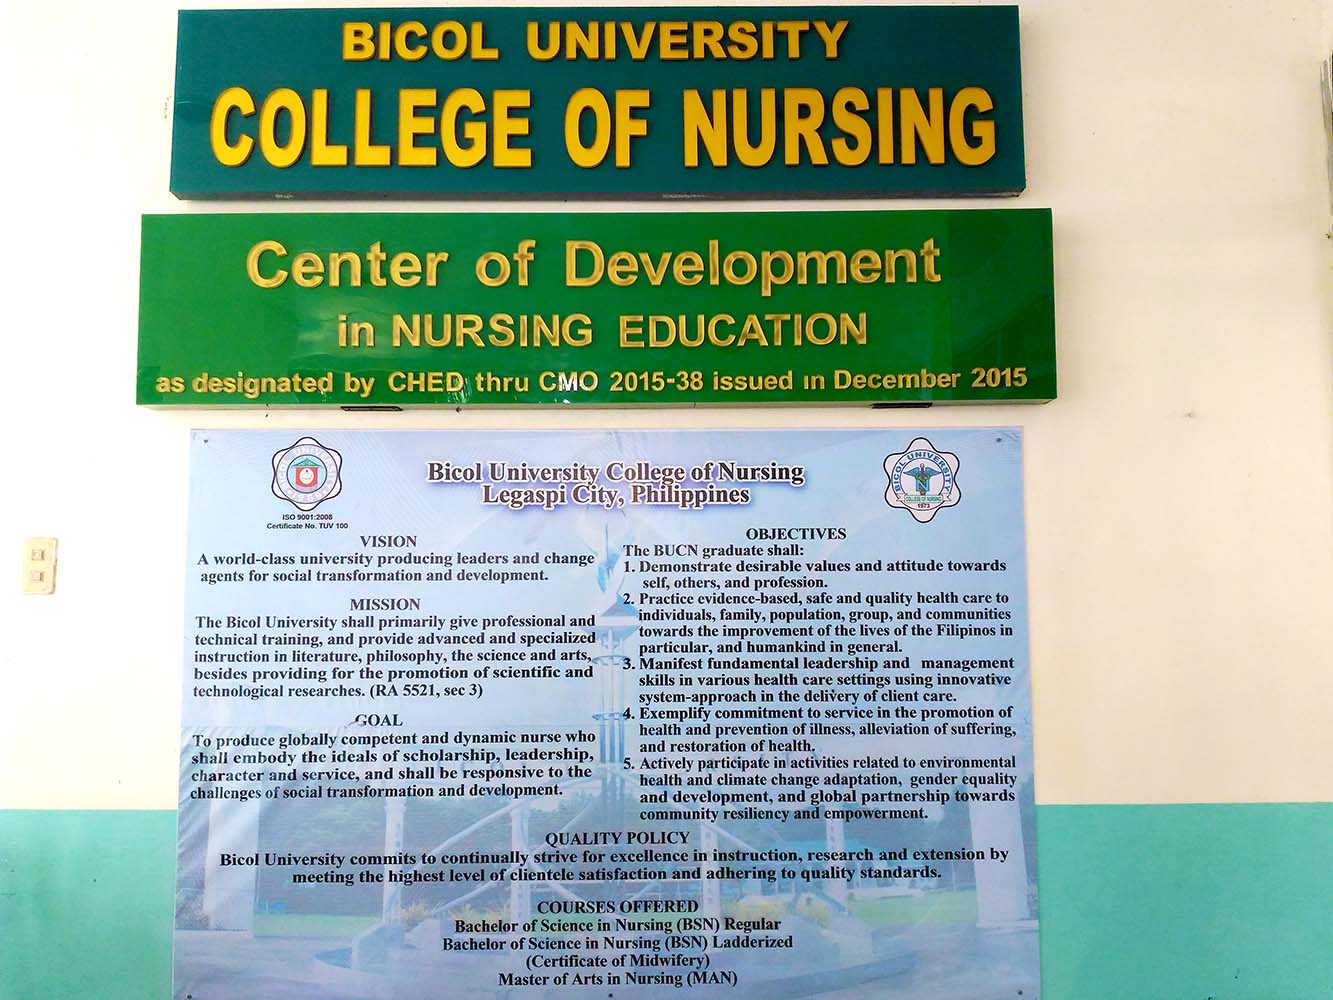 BICOL UNIVERSITY
COLLEGE OF NURSING
Center of Development
in NURSING EDUCATION
as designated by CHED thru CMO 2015-38 issued in December 2015
ISO 9001:2008
Certificate No. TUV 100
Bicol University College of Nursing
Legaspi City, Philippines
BICOL UNIVERSITY
COLLEGE OF NURSING
1973
VISION
A world-class university producing leaders and change
agents for social transformation and development.
MISSION
The Bicol University shall primarily give professional and
technical training, and provide advanced and specialized
instruction in literature, philosophy, the science and arts,
besides providing for the promotion of scientific and
technological researches. (RA 5521, sec 3)
GOAL
To produce globally competent and dynamic nurse who
shall embody the ideals of scholarship, leadership,
character and service, and shall be responsive to the
challenges of social transformation and development.
OBJECTIVES
The BUCN graduate shall:
1. Demonstrate desirable values and attitude towards
self, others, and profession.
2. Practice evidence-based, safe and quality health care to
individuals, family, population, group, and communities
towards the improvement of the lives of the Filipinos in
particular, and humankind in general.
3. Manifest fundamental leadership and management
skills in various health care settings using innovative
system-approach in the delivery of client care.
4. Exemplify commitment to service in the promotion of
health and prevention of illness, alleviation of suffering,
and restoration of health.
5. Actively participate in activities related to environmental
health and climate change adaptation, gender equality
and development, and global partnership towards
community resiliency and empowerment.
QUALITY POLICY
Bicol University commits to continually strive for excellence in instruction, research and extension by
meeting the highest level of clientele satisfaction and adhering to quality standards.
COURSES OFFERED
Bachelor of Science in Nursing (BSN) Regular
Bachelor of Science in Nursing (BSN) Ladderized
(Certificate of Midwifery)
Master of Arts in Nursing (MAN)